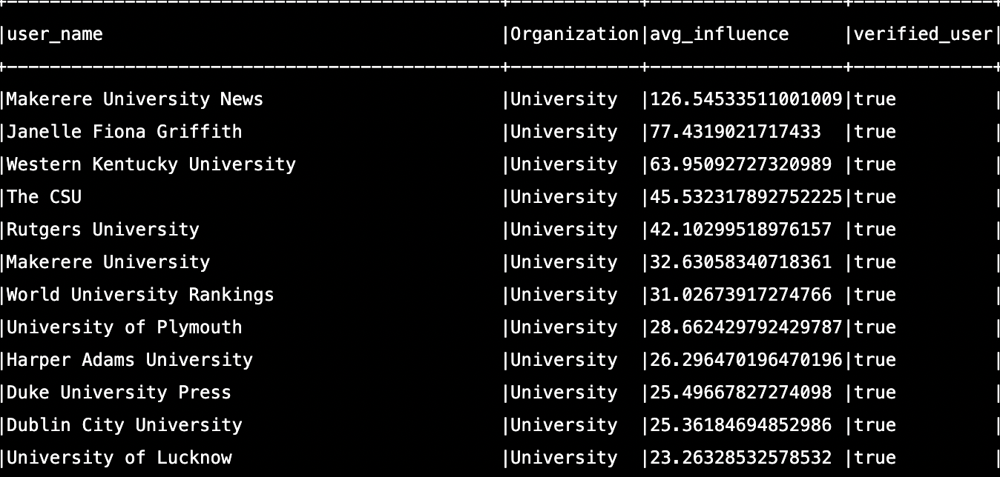 |user_name |Organization|avg_influence |verified_user|
|Makerere University News |University |126.54533511001009|true |
|Janelle Fiona Griffith |University |77.4319021717433 |true |
|Western Kentucky University |University |63.95092727320989 |true |
|The CSU |University |45.532317892752225|true |
|Rutgers University |University |42.10299518976157 |true |
|Makerere University |University |32.63058340718361 |true |
|World University Rankings |University |31.02673917274766 |true |
|University of Plymouth |University |28.662429792429787|true |
|Harper Adams University |University |26.296470196470196|true |
|Duke University Press |University |25.49667827274098 |true |
|Dublin City University |University |25.36184694852986 |true |
|University of Lucknow |University |23.26328532578532 |true |